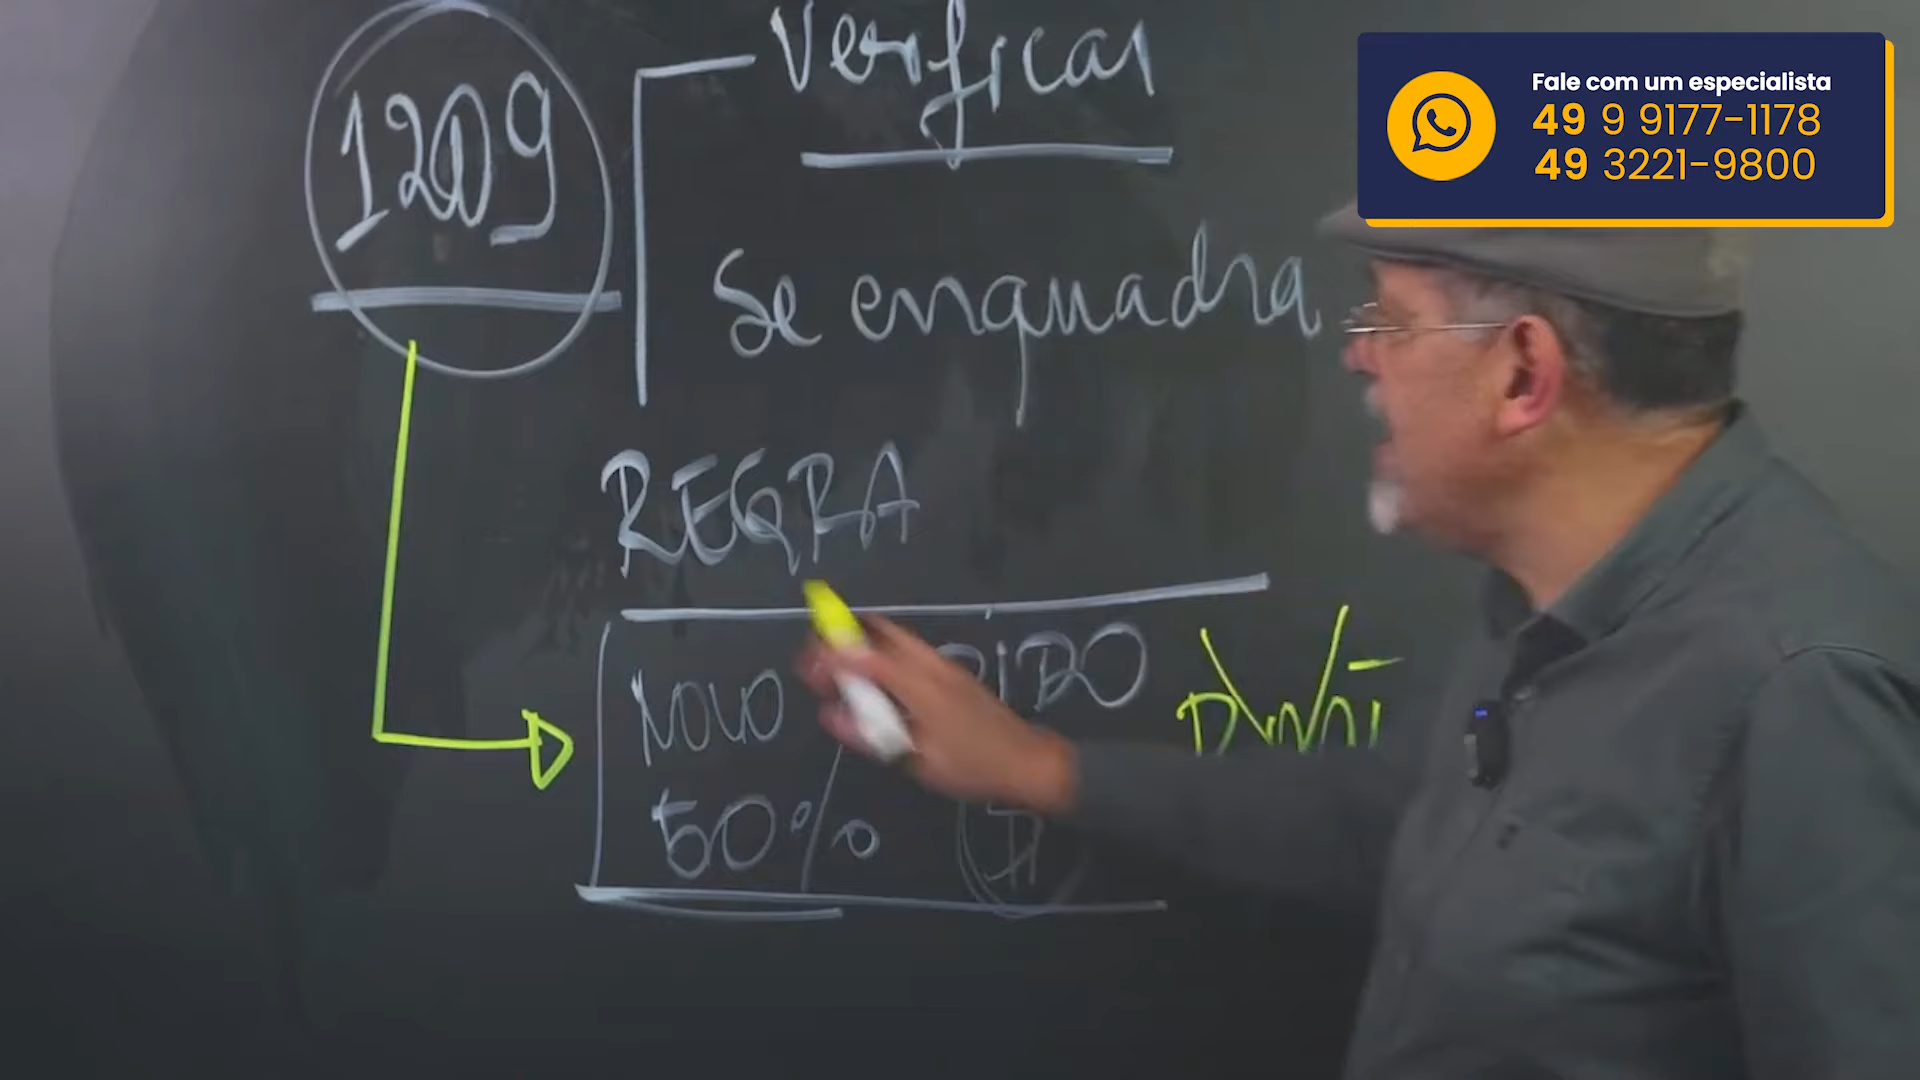 1209
Verificar
Se enquadra
REGRA
NOVO
50%
Fale com um especialista
49 9 9177-1178
49 3221-9800